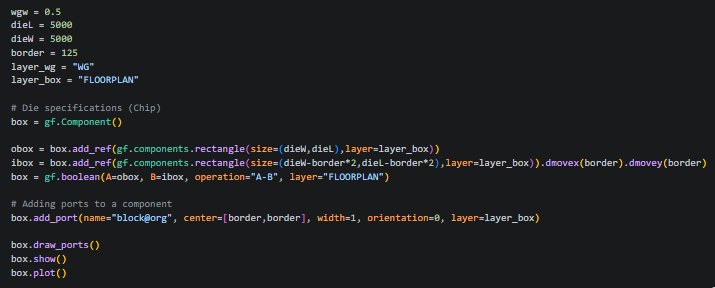 wgw = 0.5
dieL = 5000
dieW = 5000
border = 125
layer_wg = "WG"
layer_box = "FLOORPLAN"
# Die specifications (Chip)
box = gf.Component()
obox = box.add_ref(gf.components.rectangle(size=(dieW,dieL),layer=layer_box))
ibox = box.add_ref(gf.components.rectangle(size=(dieW-border*2,dieL-border*2),layer=layer_box)).dmovex(border).dmovey(border)
box = gf.boolean(A=obox, B=ibox, operation="A-B", layer="FLOORPLAN")
# Adding ports to a component
box.add_port(name="block@org", center=[border,border], width=1, orientation=0, layer=layer_box)
box.draw_ports()
box.show()
box.plot()